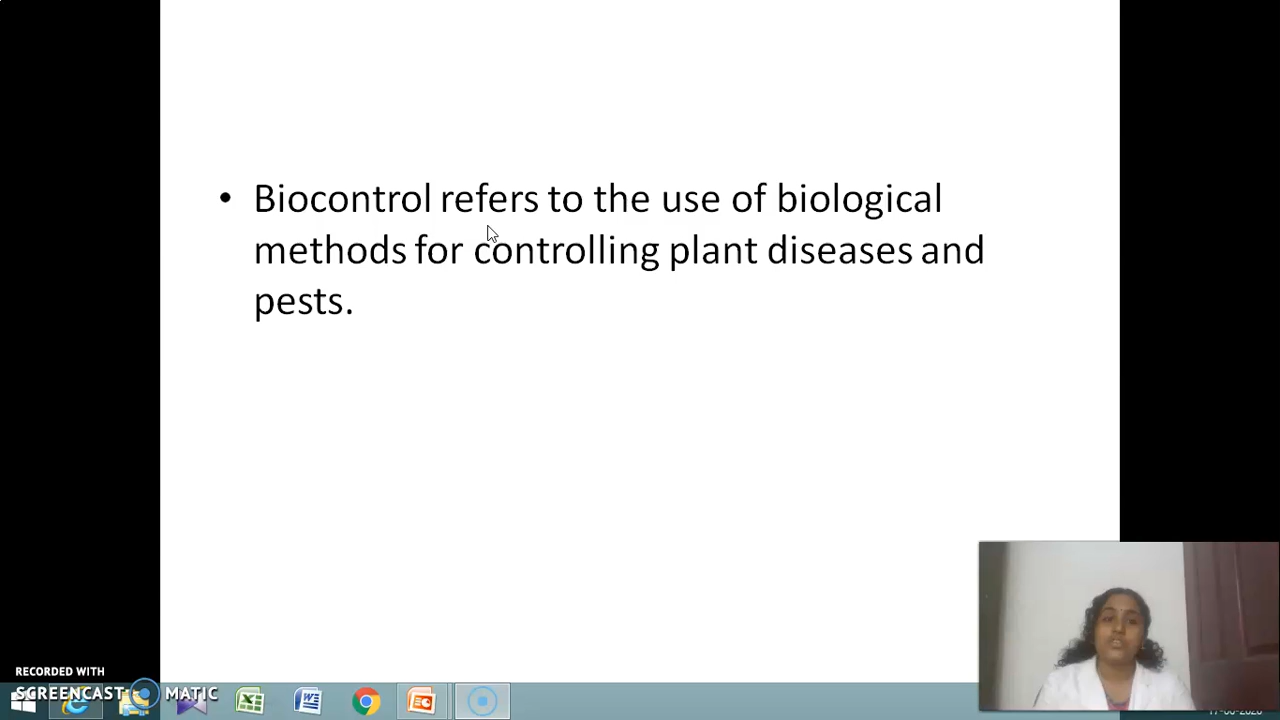 • Biocontrol refers to the use of biological
methods for controlling plant diseases and
pests.
RECORDED WITH
SCREENCAST MATIC